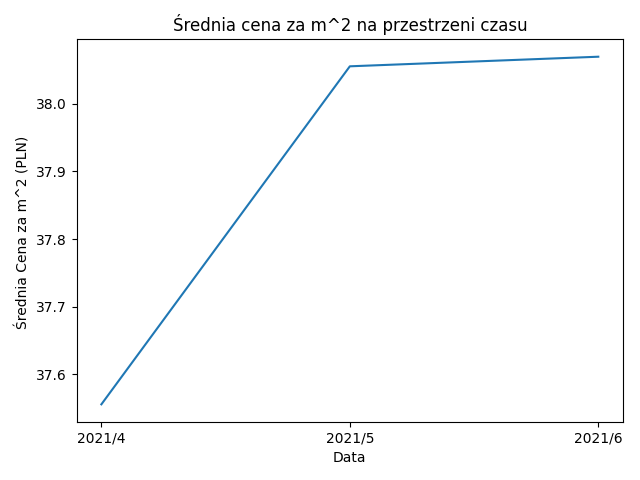 Średnia cena za m^2 na przestrzeni czasu
Średnia Cena za m^2 (PLN)
38.0
37.9
37.8
37.7
37.6
2021/4
2021/5
2021/6
Data